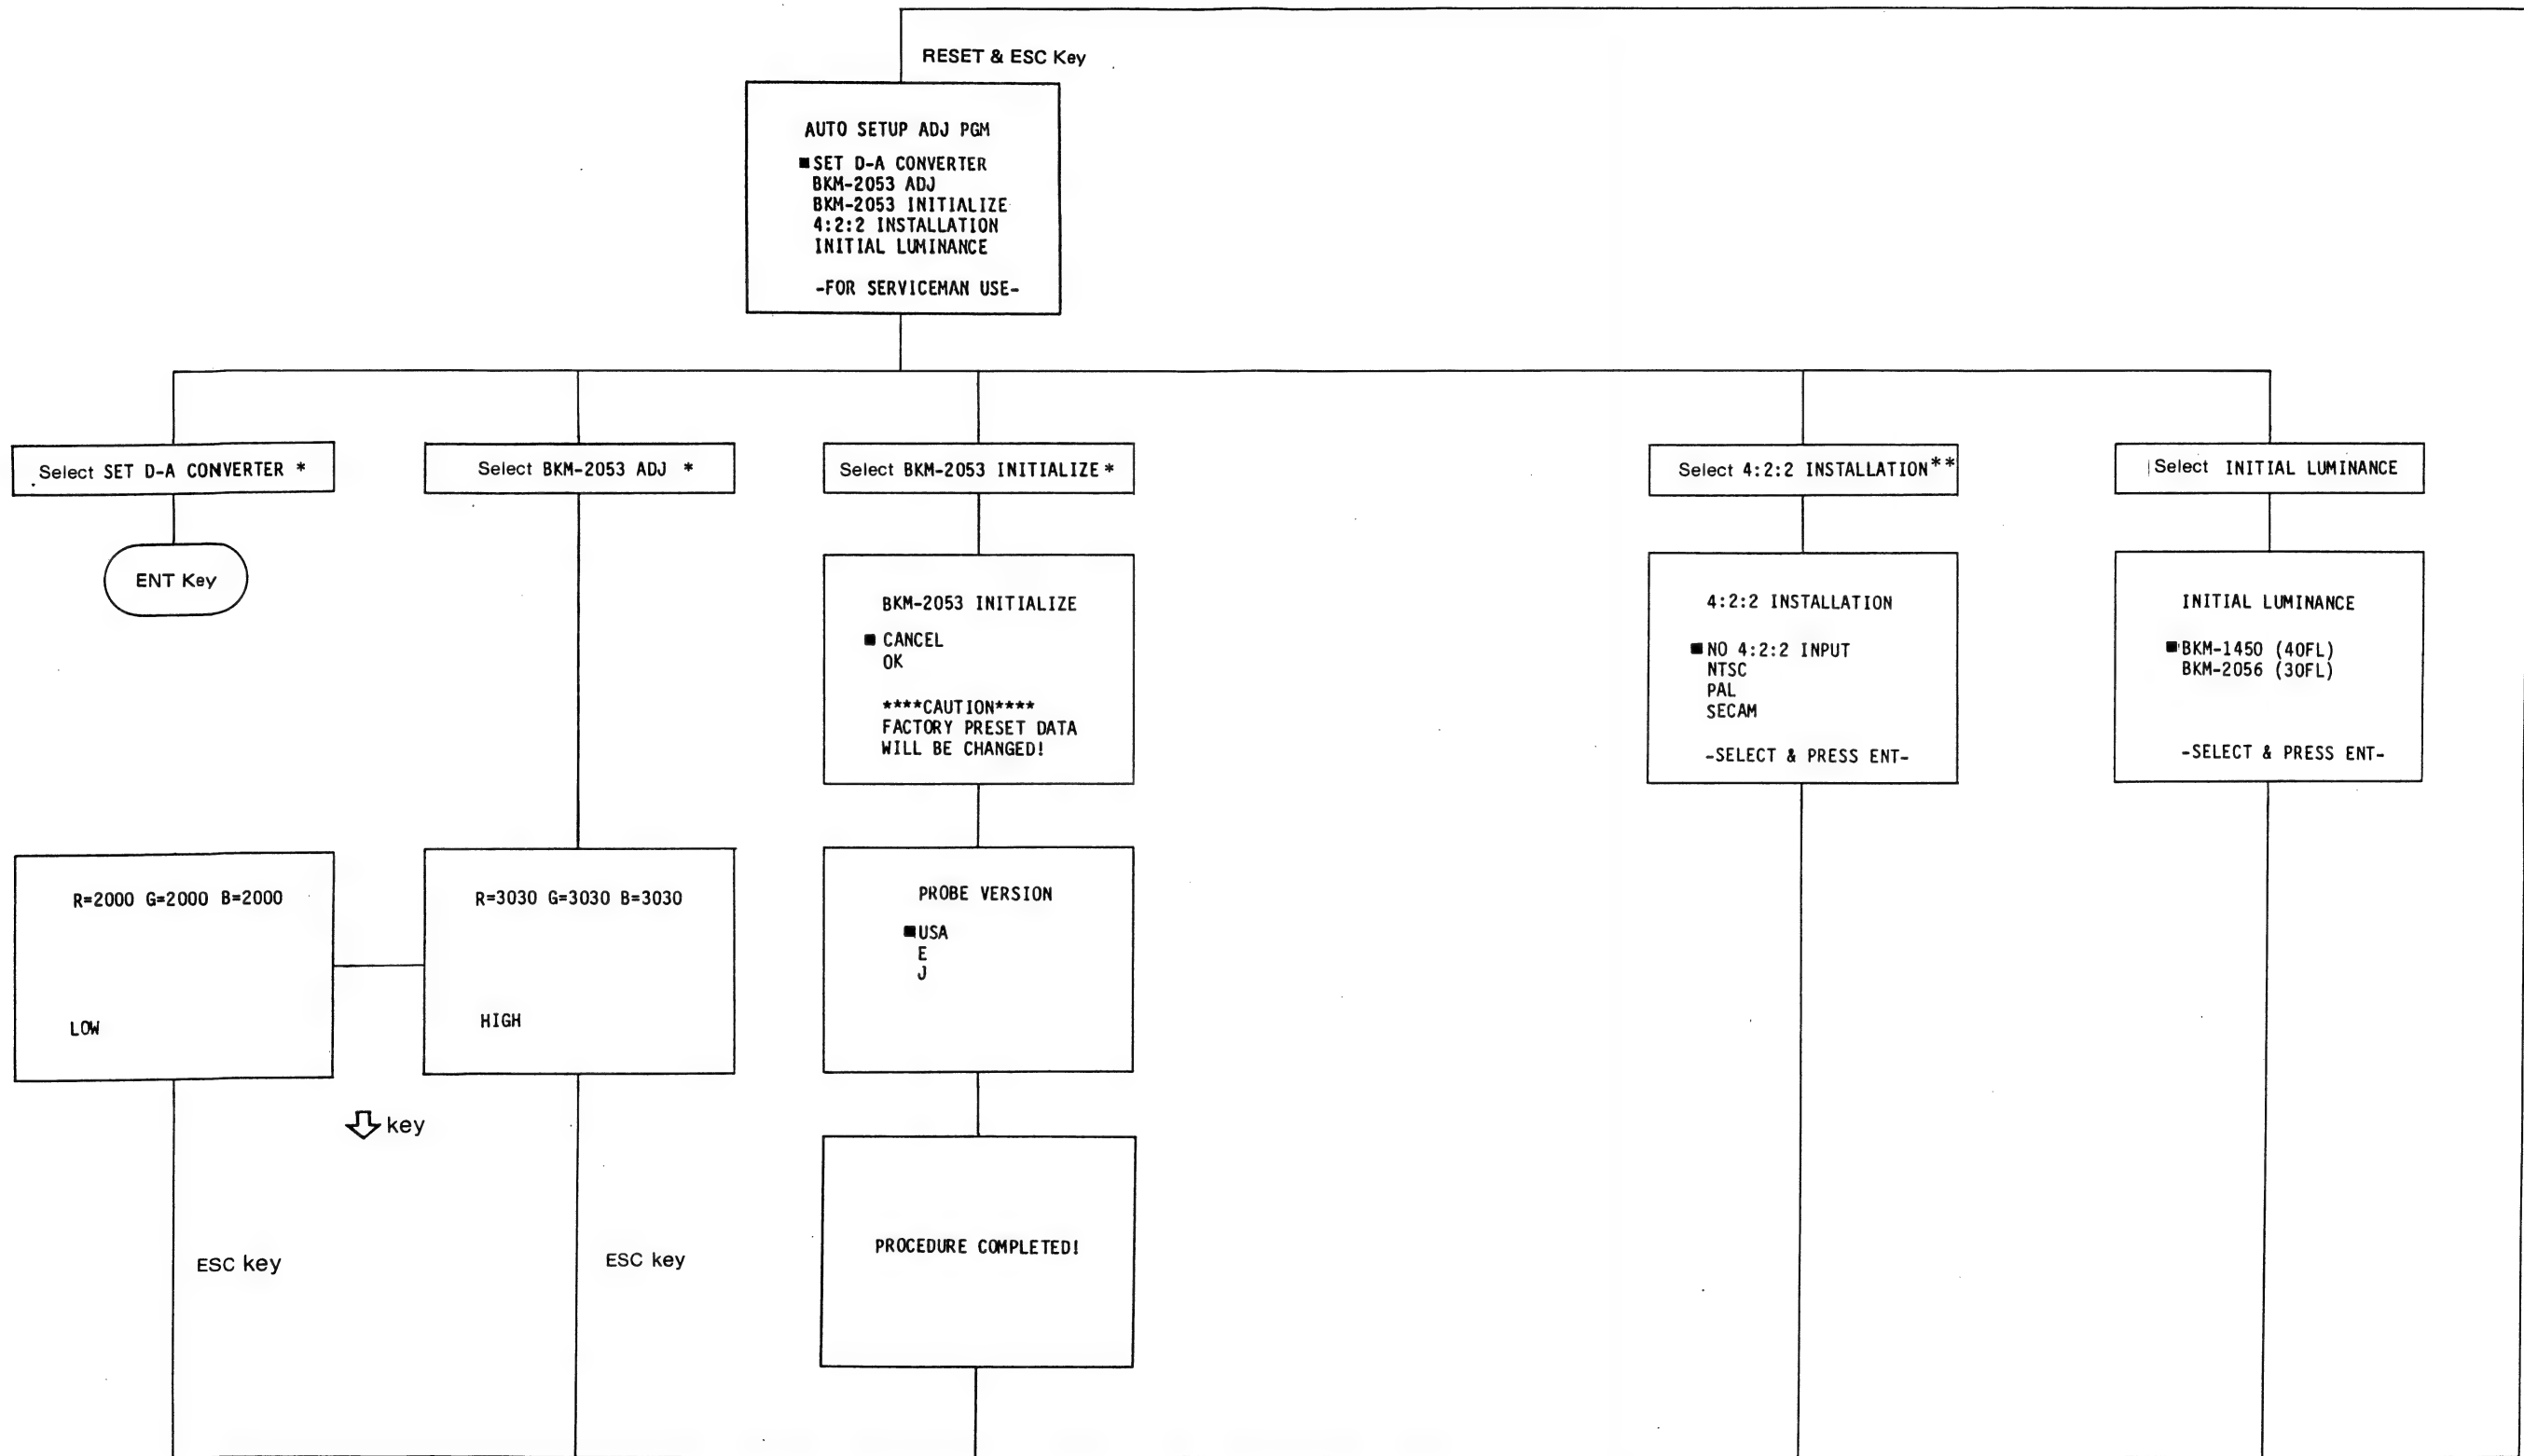 RESET & ESC Key
AUTO SETUP ADJ PGM
■SET D-A CONVERTER
BKM-2053 ADJ
BKM-2053 INITIALIZE
4:2:2 INSTALLATION
INITIAL LUMINANCE
-FOR SERVICEMAN USE-
Select SET D-A CONVERTER *
Select BKM-2053 ADJ *
Select BKM-2053 INITIALIZE *
Select 4:2:2 INSTALLATION**
Select INITIAL LUMINANCE
ENT Key
BKM-2053 INITIALIZE
■ CANCEL
OK
****CAUTION****
FACTORY PRESET DATA
WILL BE CHANGED!
4:2:2 INSTALLATION
■ NO 4:2:2 INPUT
NTSC
PAL
SECAM
-SELECT & PRESS ENT-
INITIAL LUMINANCE
■BKM-1450 (40FL)
BKM-2056 (30FL)
-SELECT & PRESS ENT-
R=2000 G=2000 B=2000
LOW
R=3030 G=3030 B=3030
HIGH
PROBE VERSION
■USA
E
J
⇩ key
PROCEDURE COMPLETED!
ESC key
ESC key